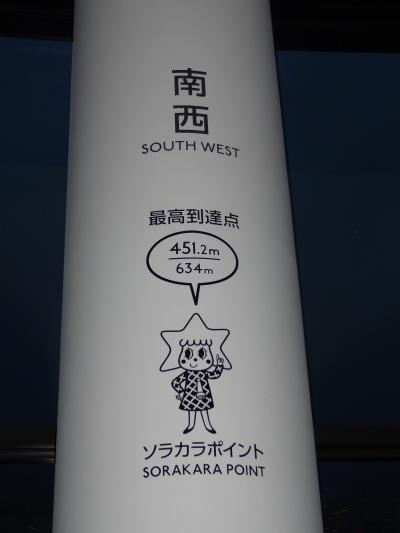 南
西
SOUTH WEST
最高到達点
451.2m
634m
ソラカラポイント
SORAKARA POINT